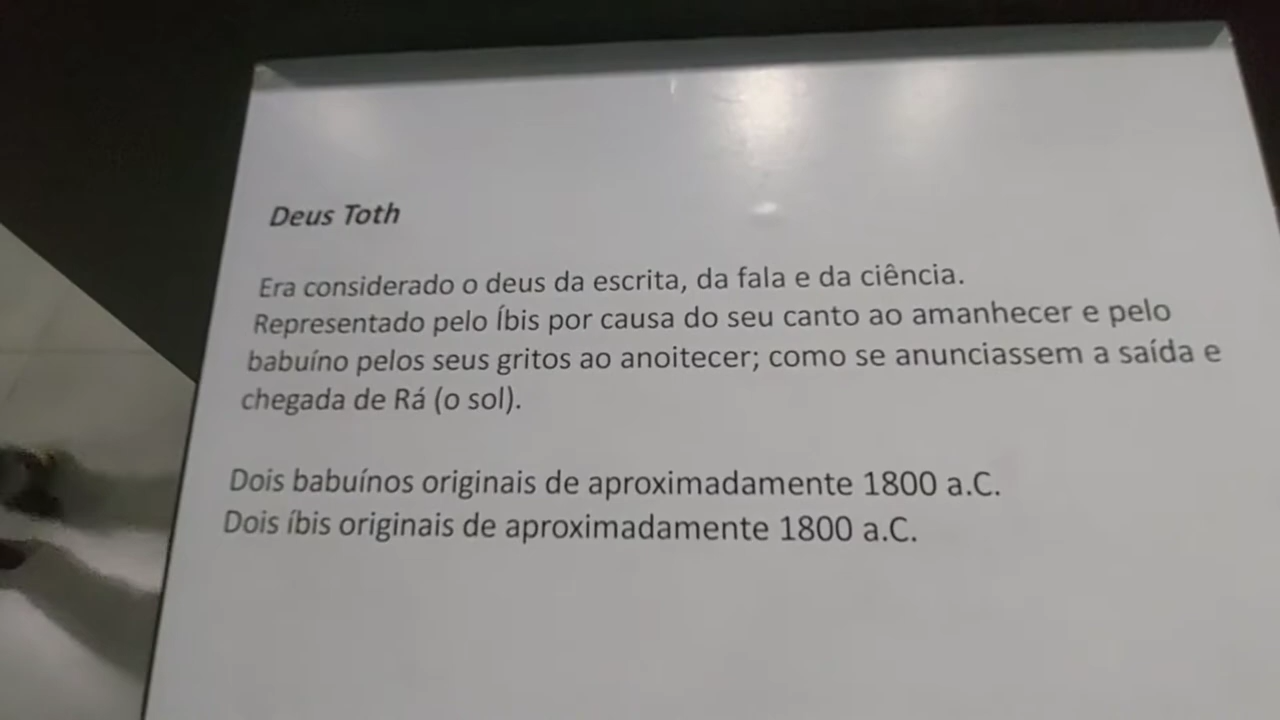 Deus Toth
Era considerado o deus da escrita, da fala e da ciência.
Representado pelo Íbis por causa do seu canto ao amanhecer e pelo
babuíno pelos seus gritos ao anoitecer; como se anunciassem a saída e
chegada de Rá (o sol).
Dois babuínos originais de aproximadamente 1800 a.C.
Dois íbis originais de aproximadamente 1800 a.C.